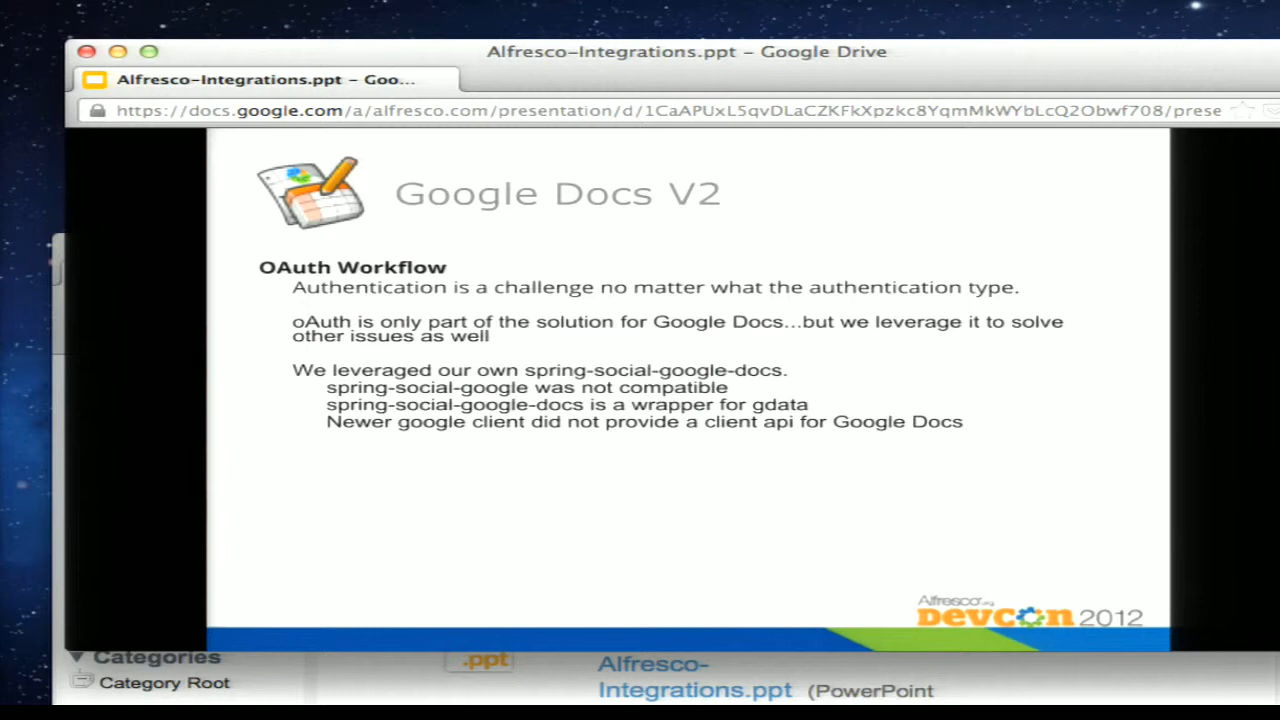 Alfresco-Integrations.ppt – Google Drive
Alfresco-Integrations.ppt – Goo...
https://docs.google.com/a/alfresco.com/presentation/d/1CaAPUxL5qvDLaCZKFkXpzkc8YqmMkWYbLcQ2Obwf708/prese
Google Docs V2
OAuth Workflow
Authentication is a challenge no matter what the authentication type.
oAuth is only part of the solution for Google Docs...but we leverage it to solve
other issues as well
We leveraged our own spring-social-google-docs.
spring-social-google was not compatible
spring-social-google-docs is a wrapper for gdata
Newer google client did not provide a client api for Google Docs
Alfresco
DEVCON 2012
Categories
.ppt
Alfresco-
Category Root
Integrations.ppt (PowerPoint